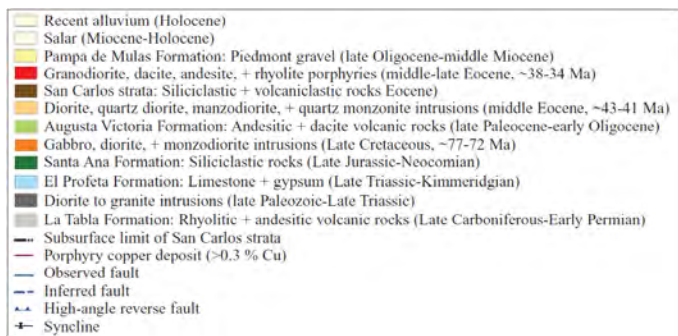 Recent alluvium (Holocene)
Salar (Miocene-Holocene)
Pampa de Mulas Formation: Piedmont gravel (late Oligocene-middle Miocene)
Granodiorite, dacite, andesite, + rhyolite porphyries (middle-late Eocene, ~38-34 Ma)
San Carlos strata: Siliciclastic + volcaniclastic rocks Eocene)
Diorite, quartz diorite, manzodiorite, + quartz monzonite intrusions (middle Eocene, ~43-41 Ma)
Augusta Victoria Formation: Andesitic + dacite volcanic rocks (late Paleocene-early Oligocene)
Gabbro, diorite, + monzodiorite intrusions (Late Cretaceous, ~77-72 Ma)
Santa Ana Formation: Siliciclastic rocks (Late Jurassic-Neocomian)
El Profeta Formation: Limestone + gypsum (Late Triassic-Kimmeridgian)
Diorite to granite intrusions (late Paleozoic-Late Triassic)
La Tabla Formation: Rhyolitic + andesitic volcanic rocks (Late Carboniferous-Early Permian)
Subsurface limit of San Carlos strata
Porphyry copper deposit (>0.3 % Cu)
Observed fault
Inferred fault
High-angle reverse fault
Syncline